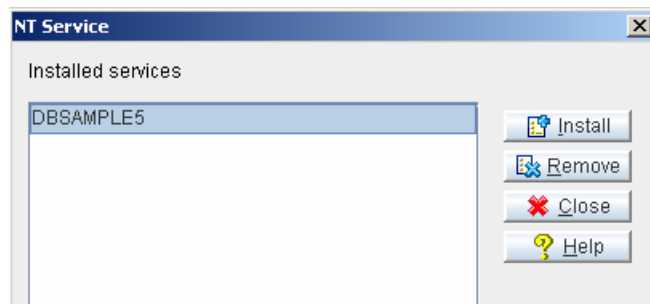 NT Service
Installed services
DBSAMPLE5
Install
Remove
Close
Help